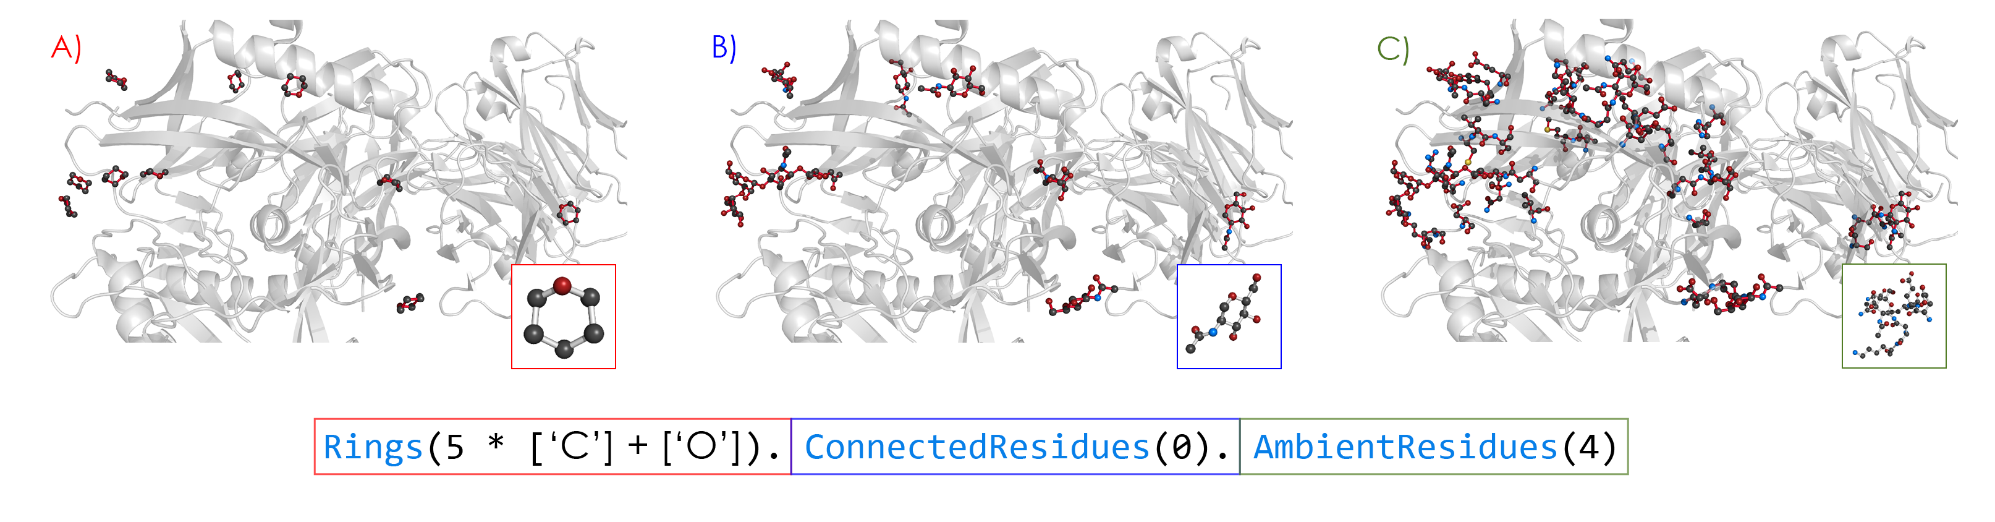 A)
B)
C)
Rings(5 * [‘C’] + [‘O’]). ConnectedResidues(0). AmbientResidues(4)